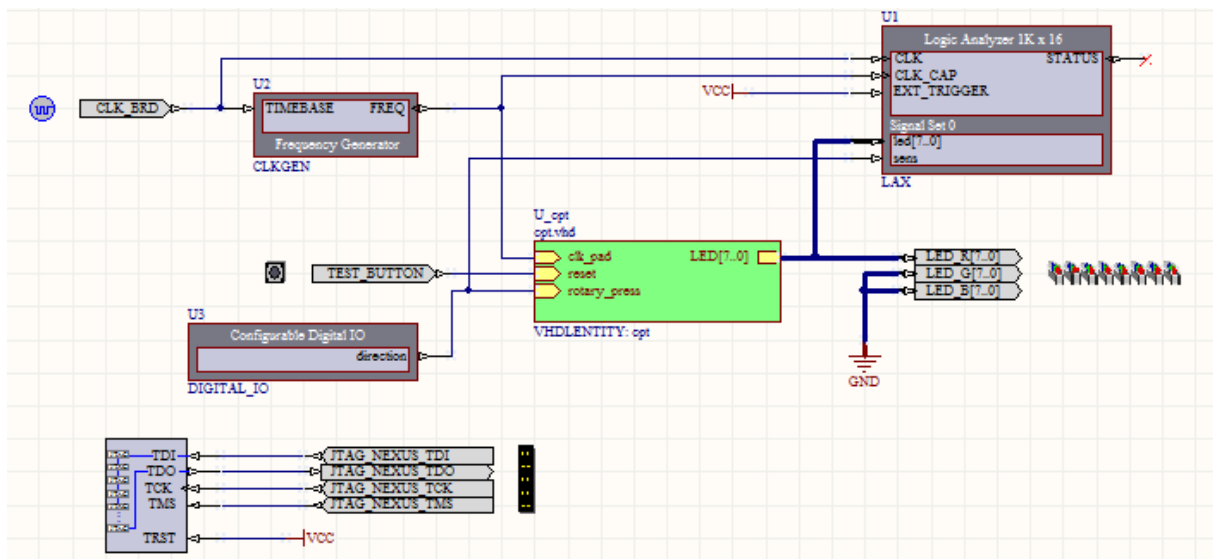 U1
Logic Analyzer 1K x 16
CLK STATUS
CLK_CAP
EXT_TRIGGER
VCC
Signal Set 0
led[7..0]
sens
LAX
U2
CLK_BRD
TIMEBASE FREQ
Frequency Generator
CLKGEN
U_cpt
cpt.vhd
clk_pad LED[7..0]
reset
rotary_press
VHDLENTITY: cpt
TEST_BUTTON
LED_R[7..0]
LED_G[7..0]
LED_B[7..0]
GND
U3
Configurable Digital IO
direction
DIGITAL_IO
TDI JTAG_NEXUS_TDI
TDO JTAG_NEXUS_TDO
TCK JTAG_NEXUS_TCK
TMS JTAG_NEXUS_TMS
TRST VCC